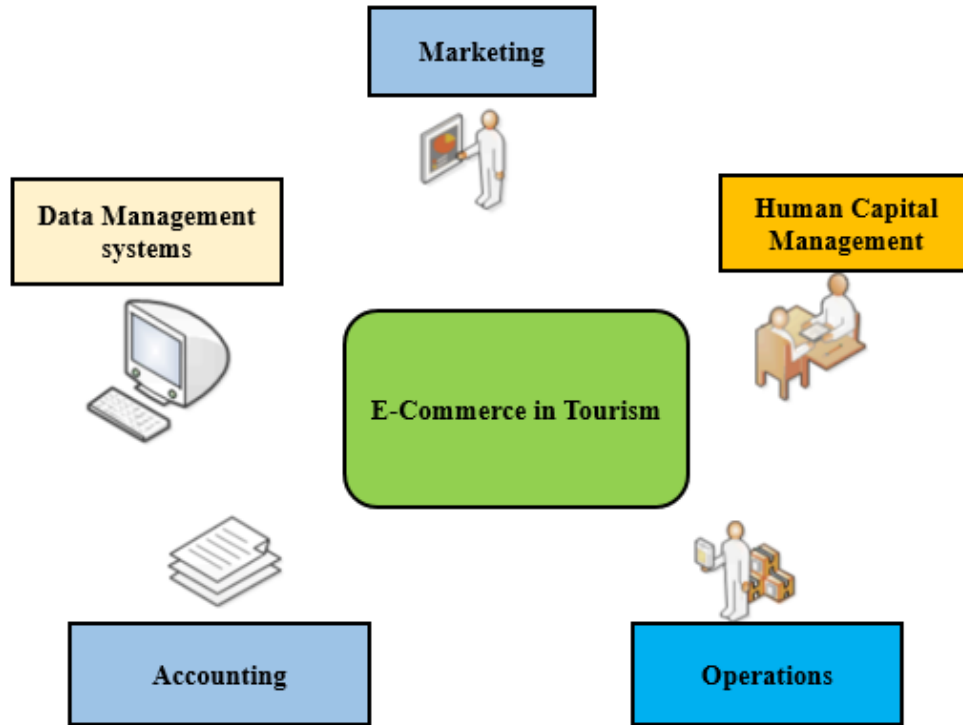 Marketing
Data Management
systems
Human Capital
Management
E-Commerce in Tourism
Accounting
Operations